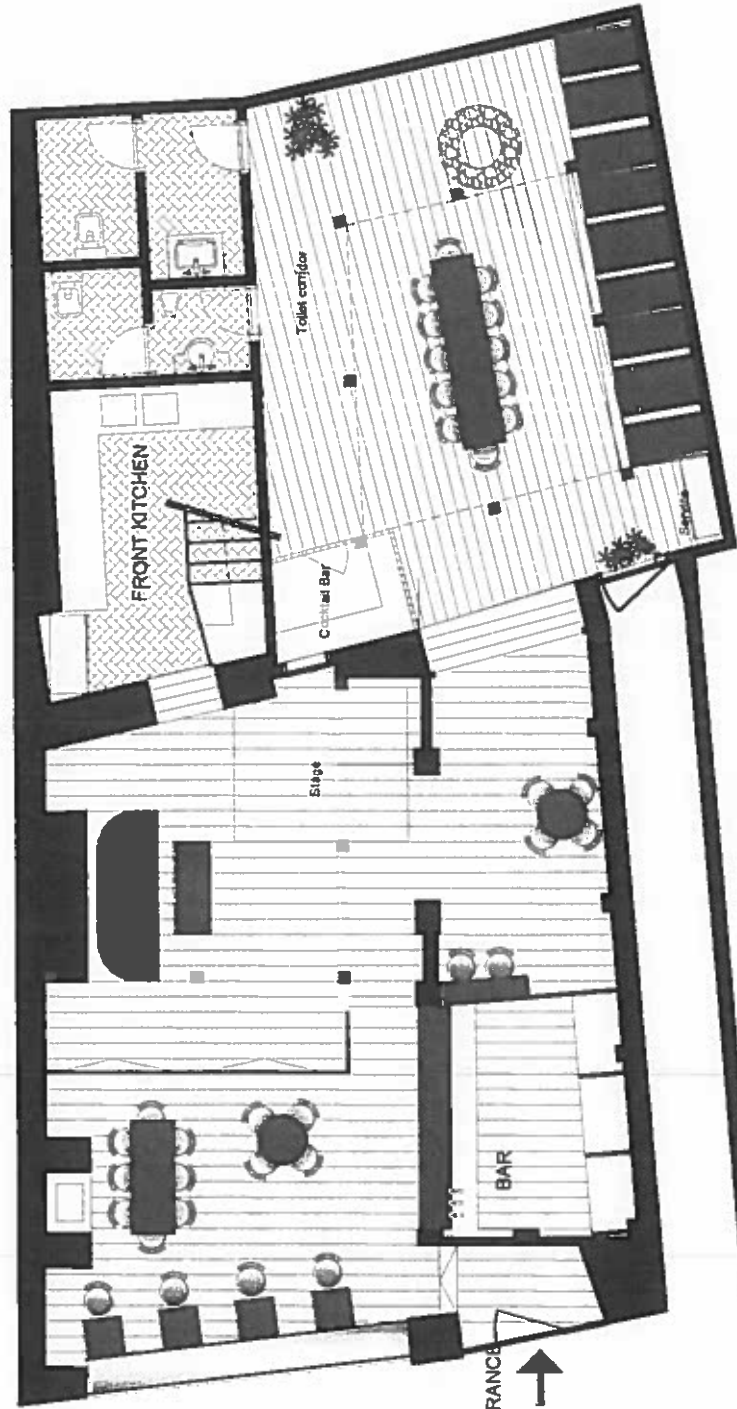 Toilet corridor
FRONT KITCHEN
Cocktail Bar
Service
Stage
BAR
RANCE